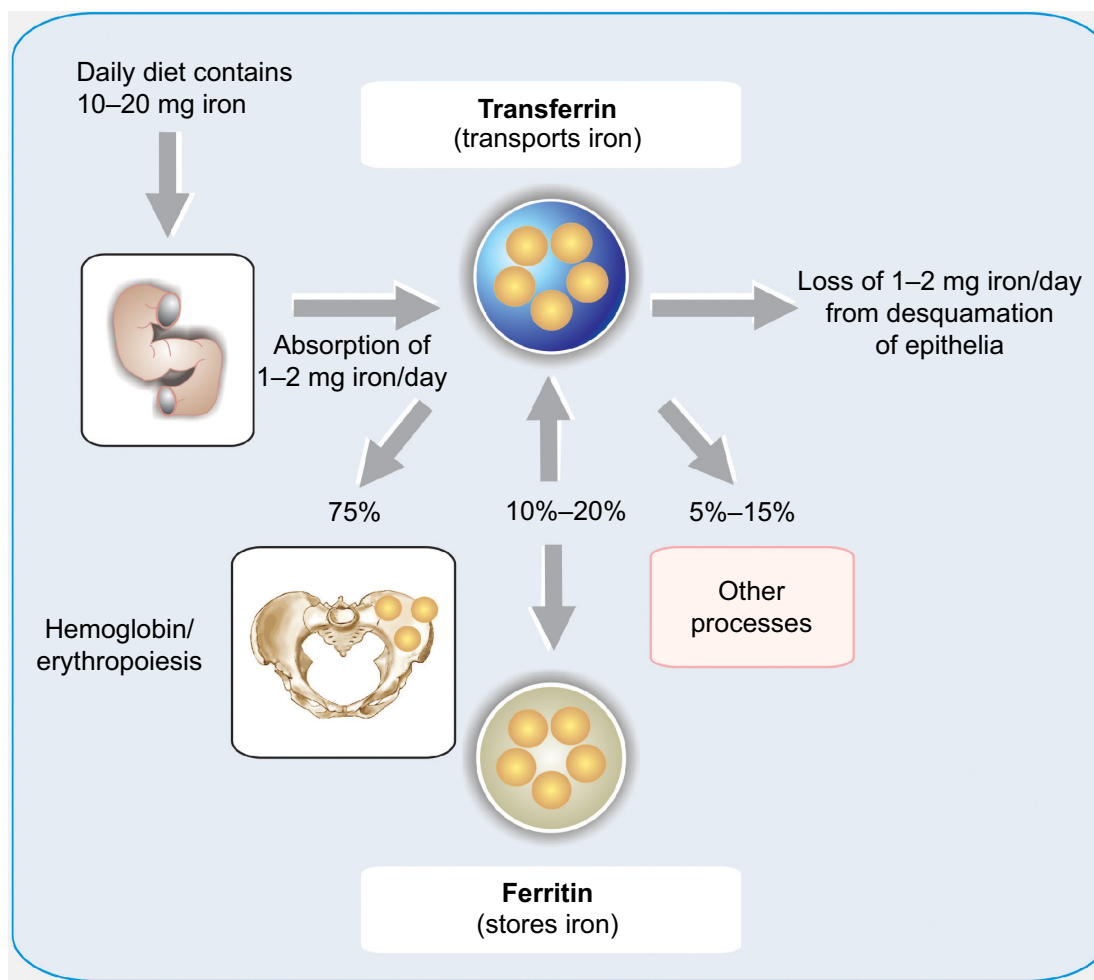 Daily diet contains
10–20 mg iron
Transferrin
(transports iron)
Absorption of
1–2 mg iron/day
Loss of 1–2 mg iron/day
from desquamation
of epithelia
75%
10%–20%
5%–15%
Hemoglobin/
erythropoiesis
Other
processes
Ferritin
(stores iron)